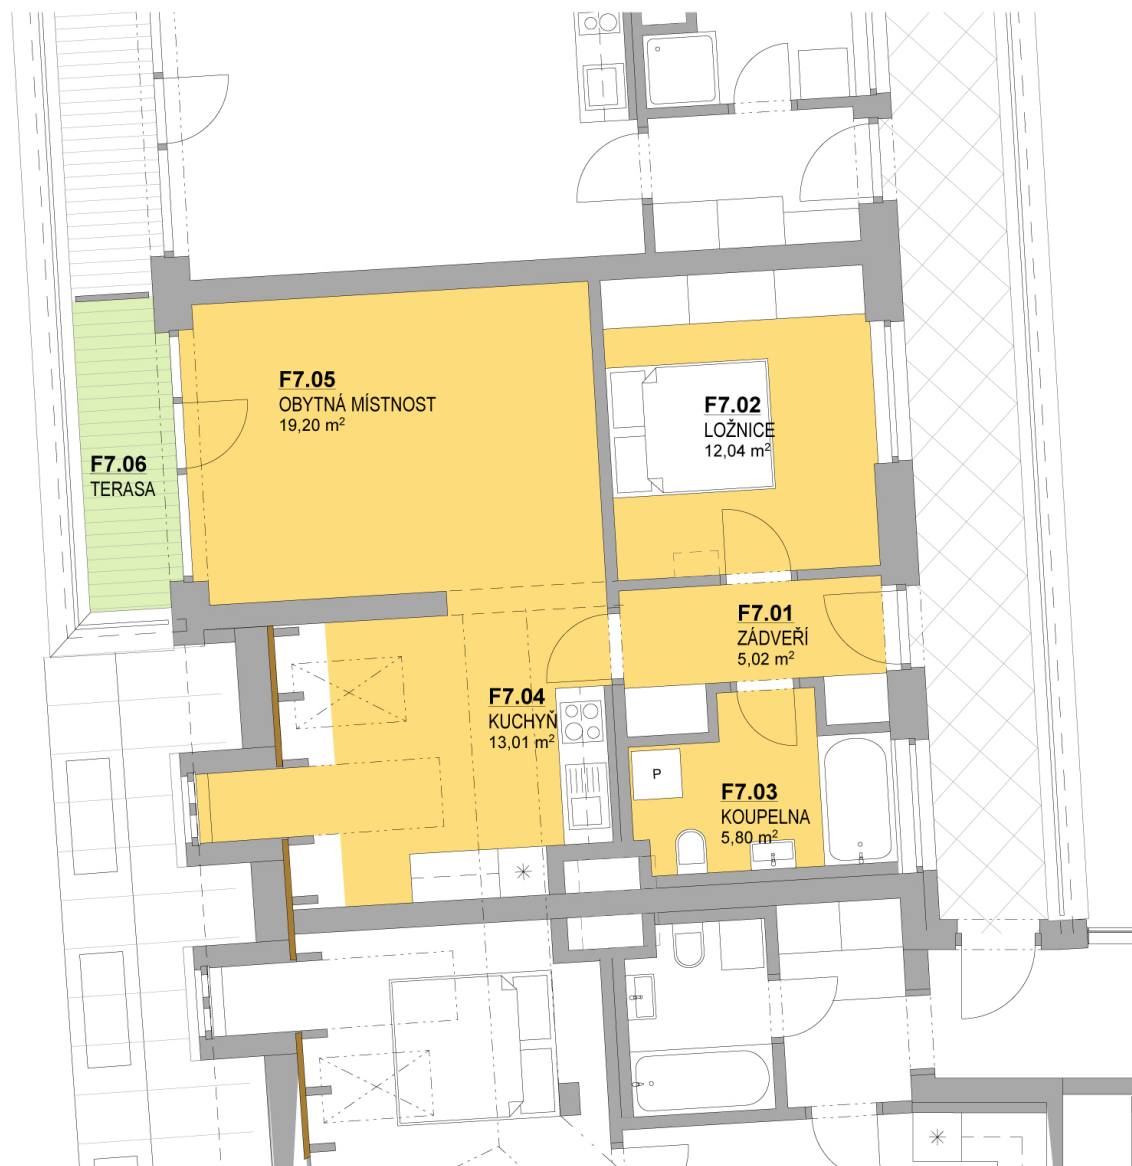 F7.05
OBYTNÁ MÍSTNOST
19,20 m²
F7.02
LOŽNICE
12,04 m²
F7.06
TERASA
F7.01
ZÁDVEŘÍ
5,02 m²
F7.04
KUCHYŇ
13,01 m²
P
F7.03
KOUPELNA
5,80 m²